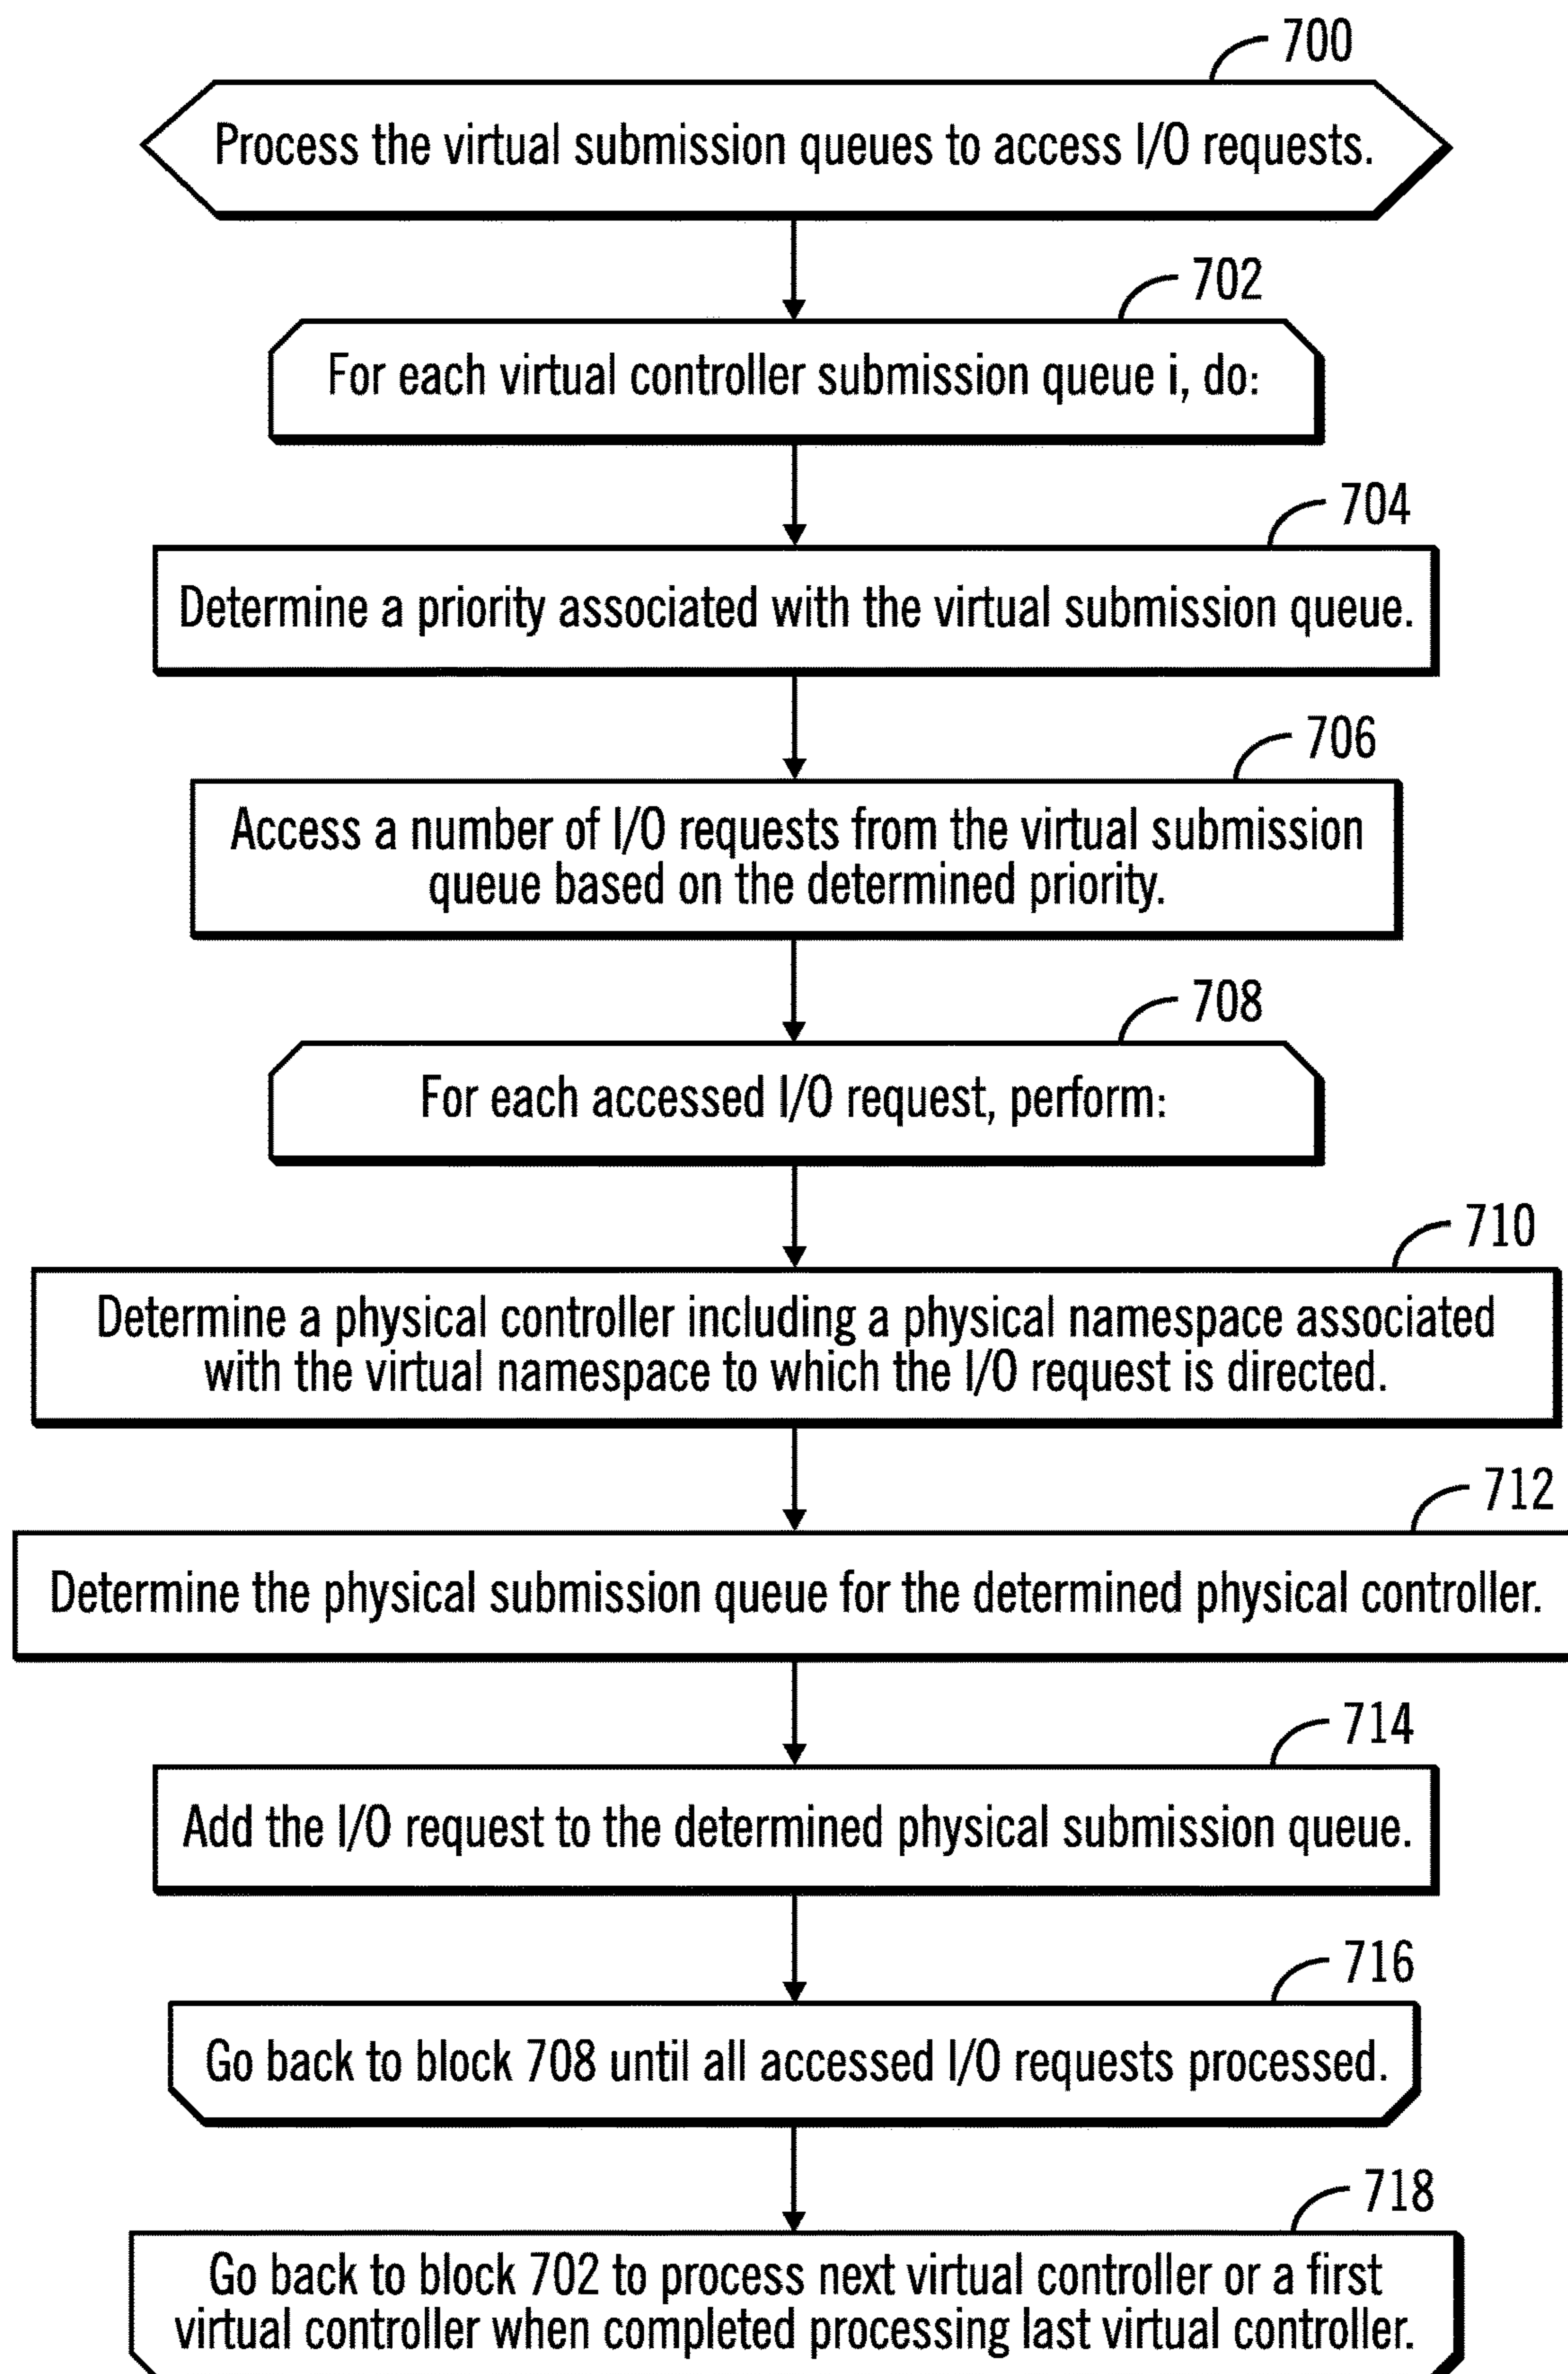 700
Process the virtual submission queues to access I/O requests.
702
For each virtual controller submission queue i, do:
704
Determine a priority associated with the virtual submission queue.
706
Access a number of I/O requests from the virtual submission
queue based on the determined priority.
708
For each accessed I/O request, perform:
710
Determine a physical controller including a physical namespace associated
with the virtual namespace to which the I/O request is directed.
712
Determine the physical submission queue for the determined physical controller.
714
Add the I/O request to the determined physical submission queue.
716
Go back to block 708 until all accessed I/O requests processed.
718
Go back to block 702 to process next virtual controller or a first
virtual controller when completed processing last virtual controller.